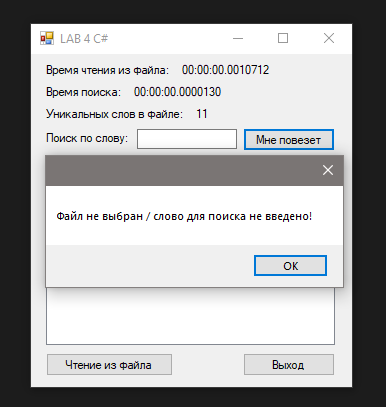 LAB 4 C#
Время чтения из файла: 00:00:00.0010712
Время поиска: 00:00:00.0000130
Уникальных слов в файле: 11
Поиск по слову: Мне повезет
Файл не выбран / слово для поиска не введено!
OK
Чтение из файла Выход